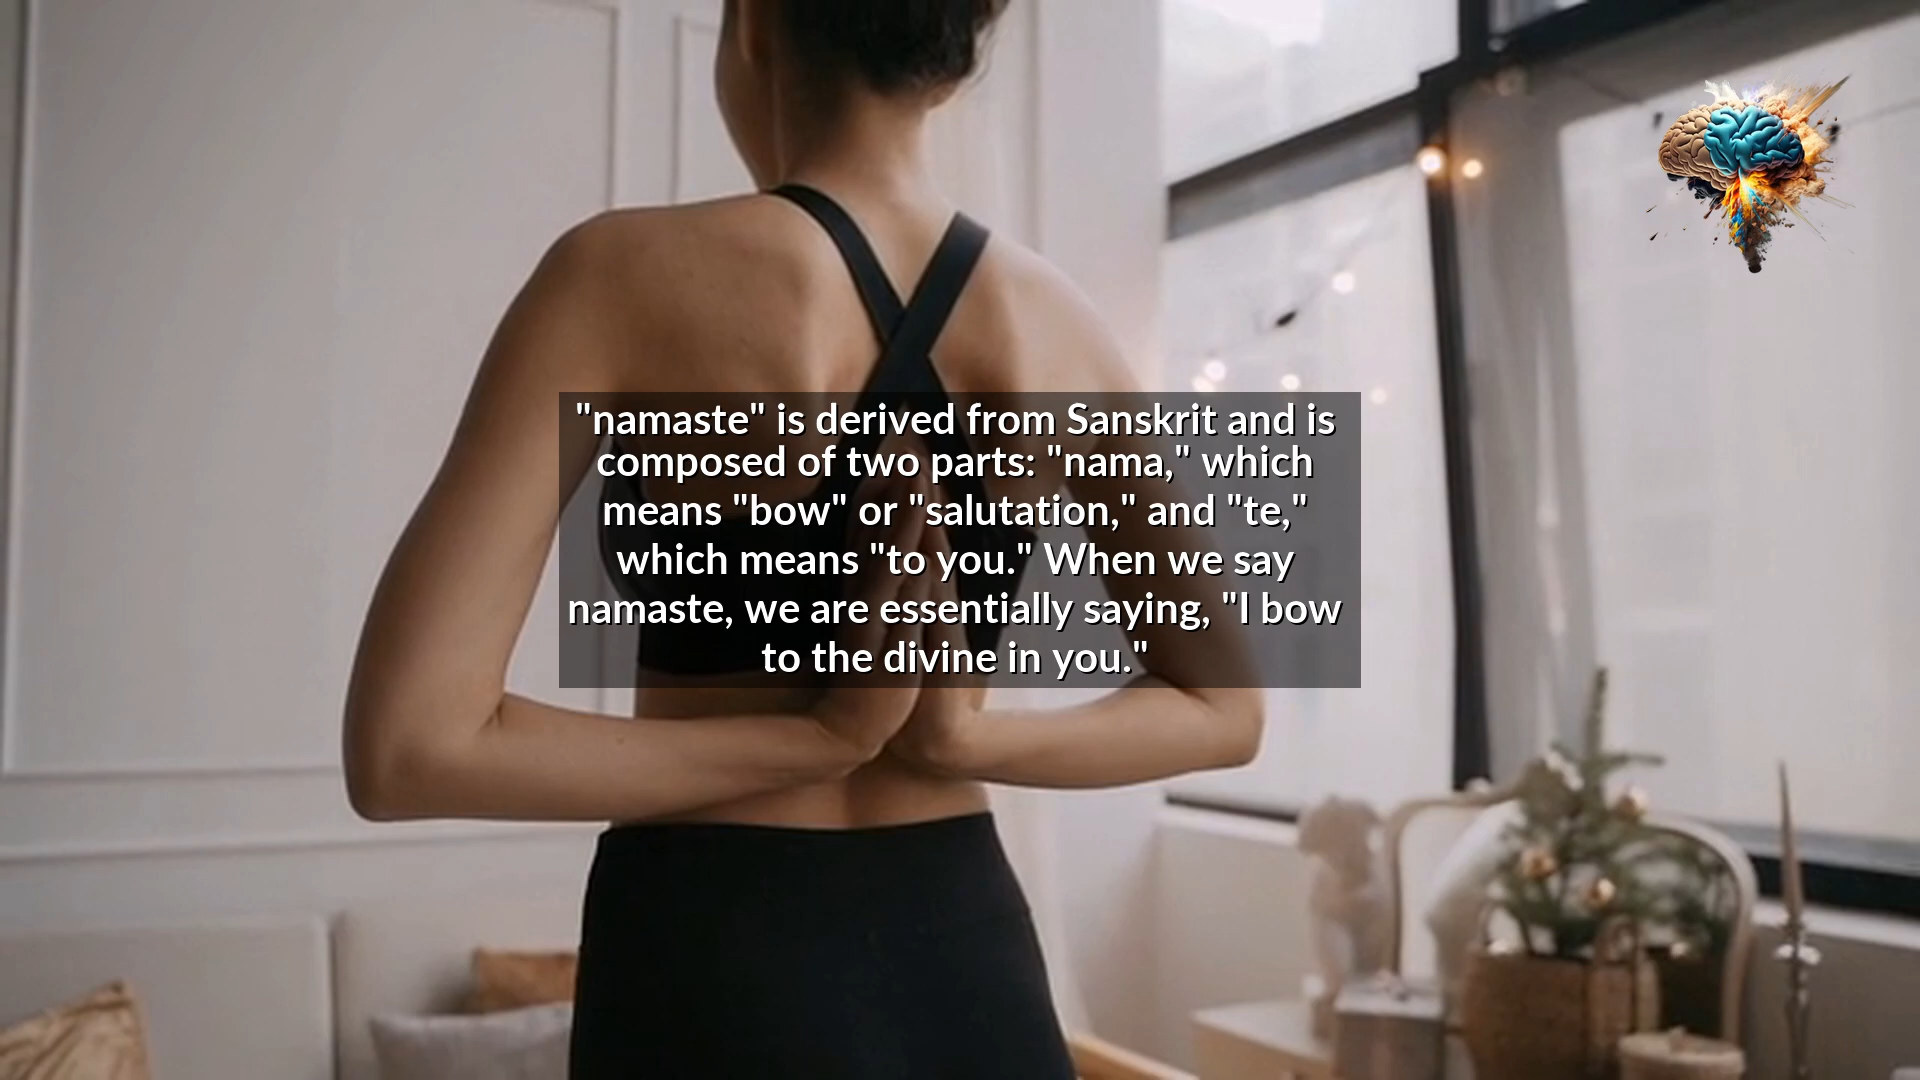 "namaste" is derived from Sanskrit and is
composed of two parts: "nama," which
means "bow" or "salutation," and "te,"
which means "to you." When we say
namaste, we are essentially saying, "I bow
to the divine in you."